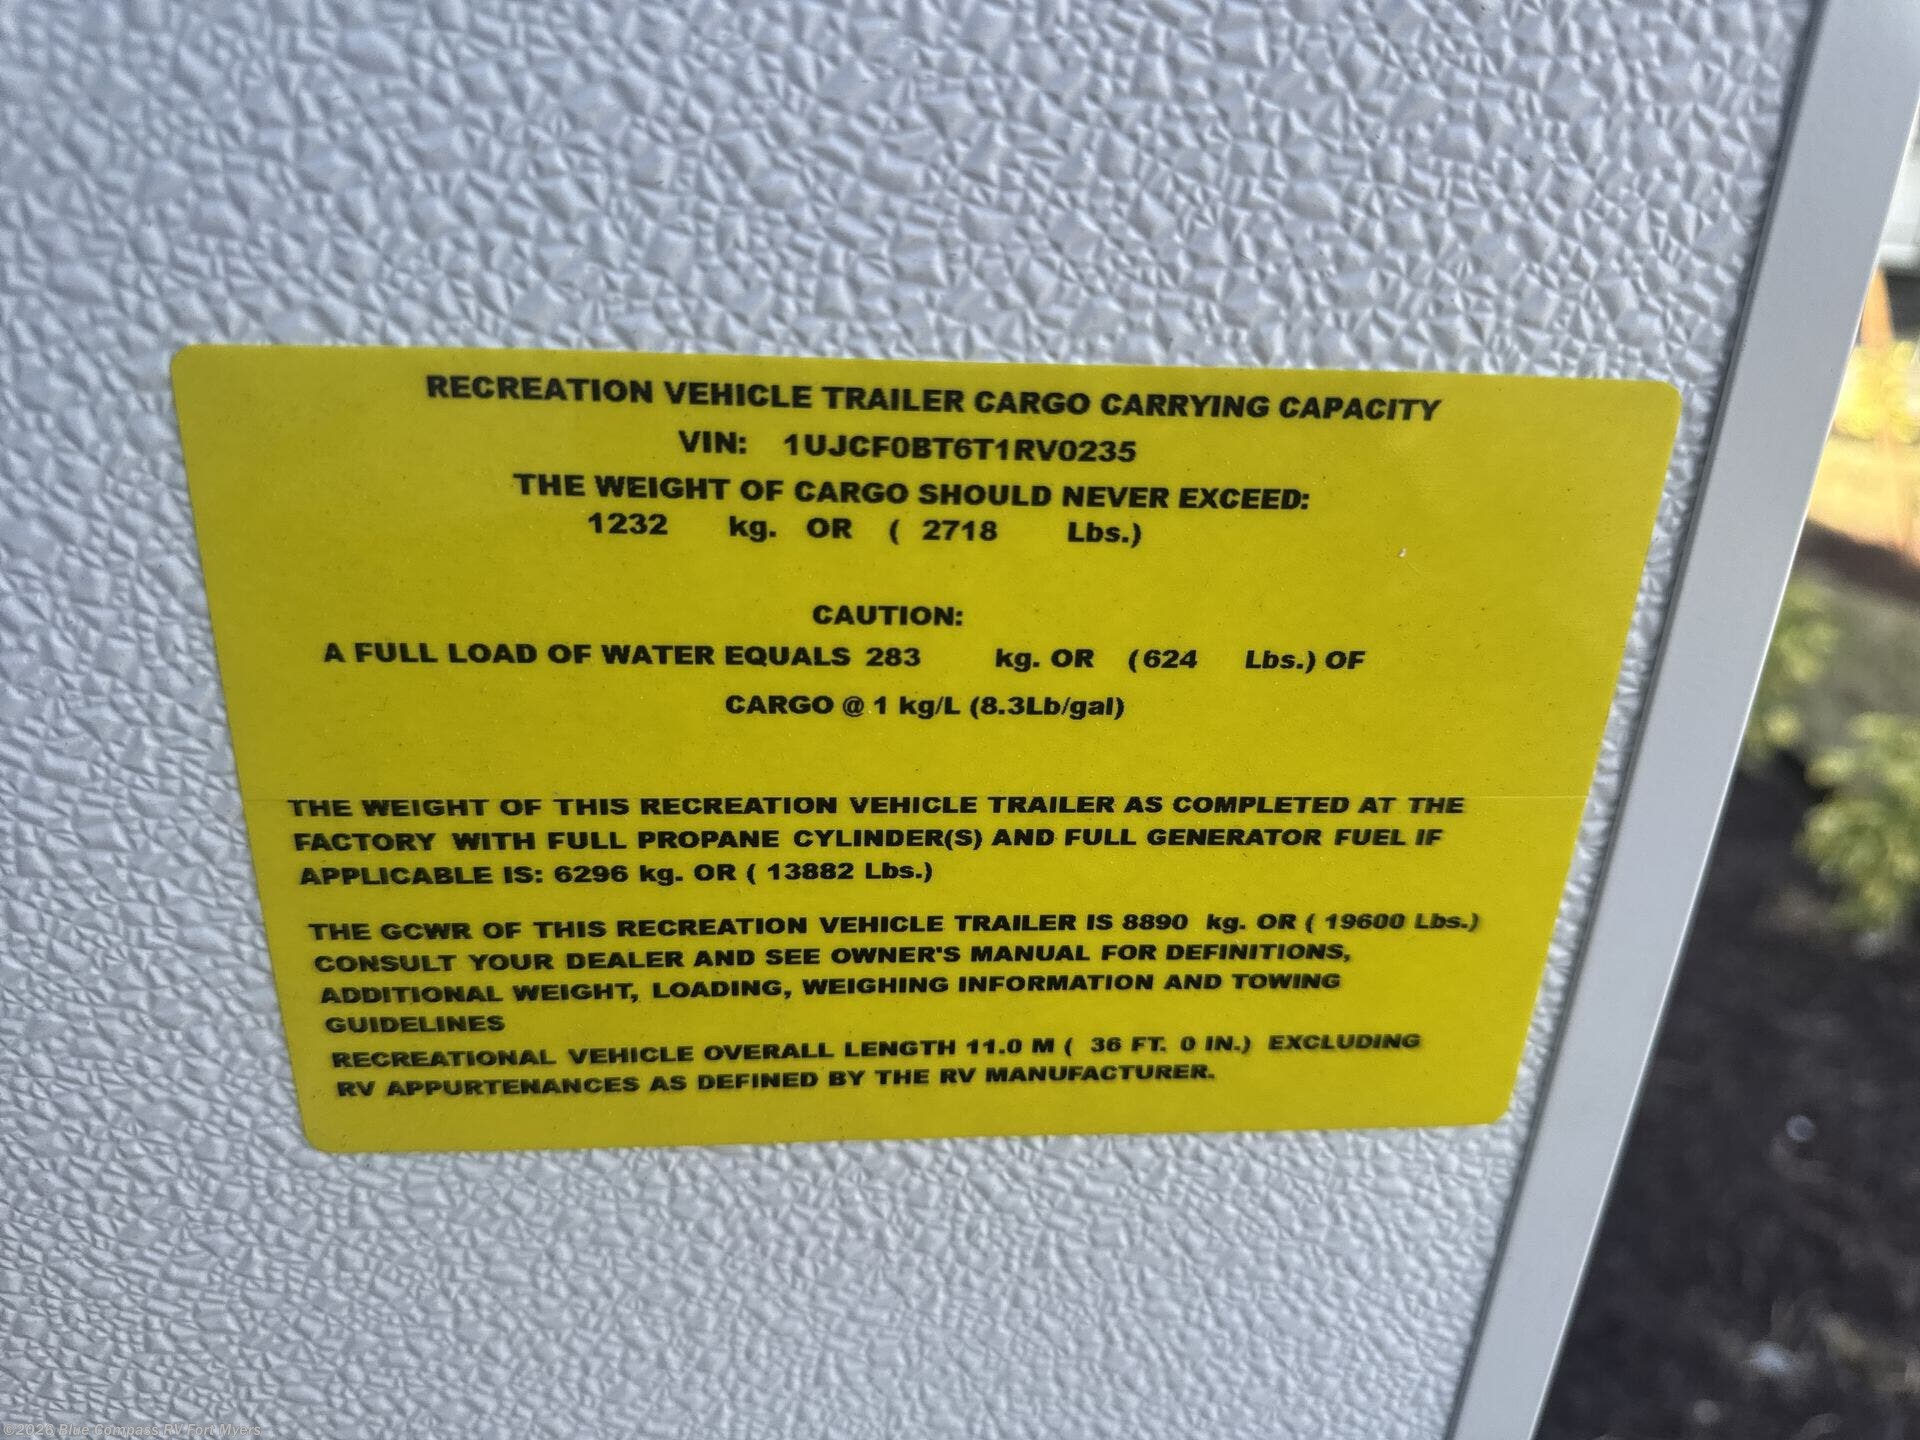 RECREATION VEHICLE TRAILER CARGO CARRYING CAPACITY
VIN: 1UJCF0BT6T1RV0235
THE WEIGHT OF CARGO SHOULD NEVER EXCEED:
1232 kg. OR ( 2718 Lbs.)
CAUTION:
A FULL LOAD OF WATER EQUALS 283 kg. OR (624 Lbs.) OF
CARGO @ 1 kg/L (8.3Lb/gal)
THE WEIGHT OF THIS RECREATION VEHICLE TRAILER AS COMPLETED AT THE
FACTORY WITH FULL PROPANE CYLINDER(S) AND FULL GENERATOR FUEL IF
APPLICABLE IS: 6296 kg. OR ( 13882 Lbs.)
THE GCWR OF THIS RECREATION VEHICLE TRAILER IS 8890 kg. OR ( 19600 Lbs.)
CONSULT YOUR DEALER AND SEE OWNER'S MANUAL FOR DEFINITIONS,
ADDITIONAL WEIGHT, LOADING, WEIGHING INFORMATION AND TOWING
GUIDELINES
RECREATIONAL VEHICLE OVERALL LENGTH 11.0 M ( 36 FT. 0 IN.) EXCLUDING
RV APPURTENANCES AS DEFINED BY THE RV MANUFACTURER.
©2026 Blue Compass RV Fort Myers